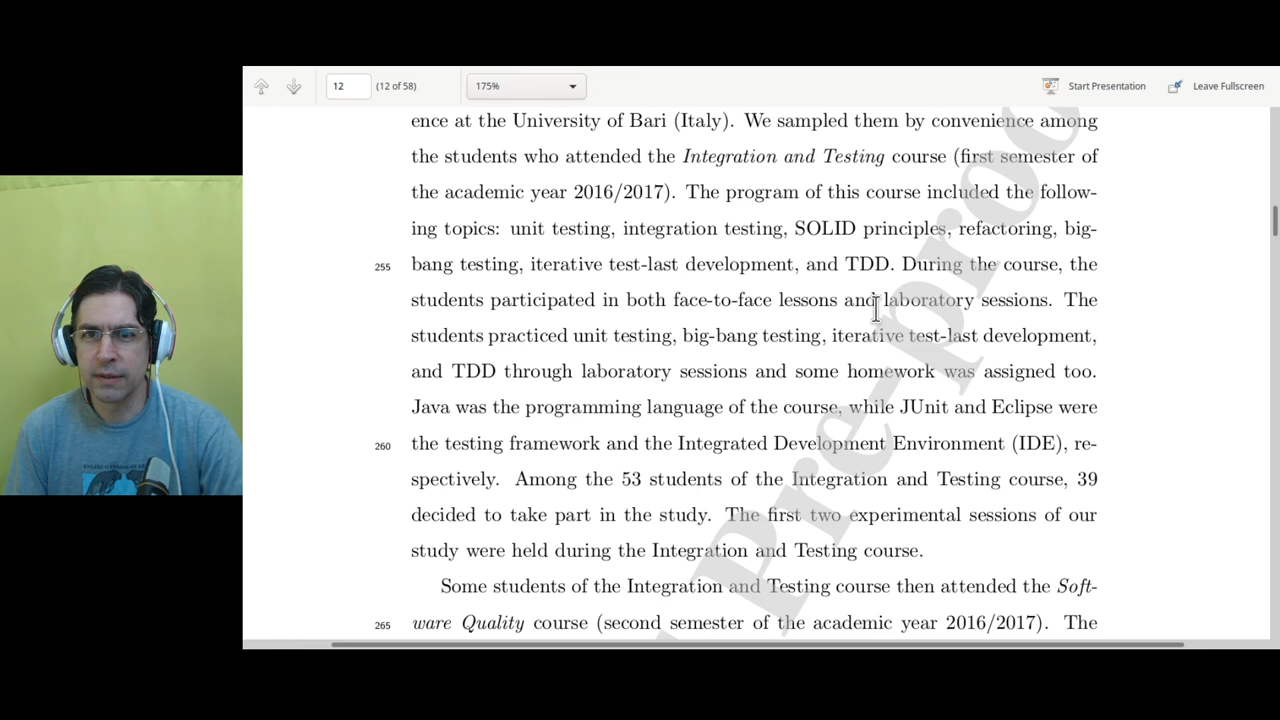 12
(12 of 58)
175%
Start Presentation
Leave Fullscreen
ence at the University of Bari (Italy). We sampled them by convenience among
the students who attended the Integration and Testing course (first semester of
the academic year 2016/2017). The program of this course included the follow-
ing topics: unit testing, integration testing, SOLID principles, refactoring, big-
255 bang testing, iterative test-last development, and TDD. During the course, the
students participated in both face-to-face lessons and laboratory sessions. The
students practiced unit testing, big-bang testing, iterative test-last development,
and TDD through laboratory sessions and some homework was assigned too.
Java was the programming language of the course, while JUnit and Eclipse were
260 the testing framework and the Integrated Development Environment (IDE), re-
spectively. Among the 53 students of the Integration and Testing course, 39
decided to take part in the study. The first two experimental sessions of our
study were held during the Integration and Testing course.
Some students of the Integration and Testing course then attended the Soft-
265 ware Quality course (second semester of the academic year 2016/2017). The
Pre-proo